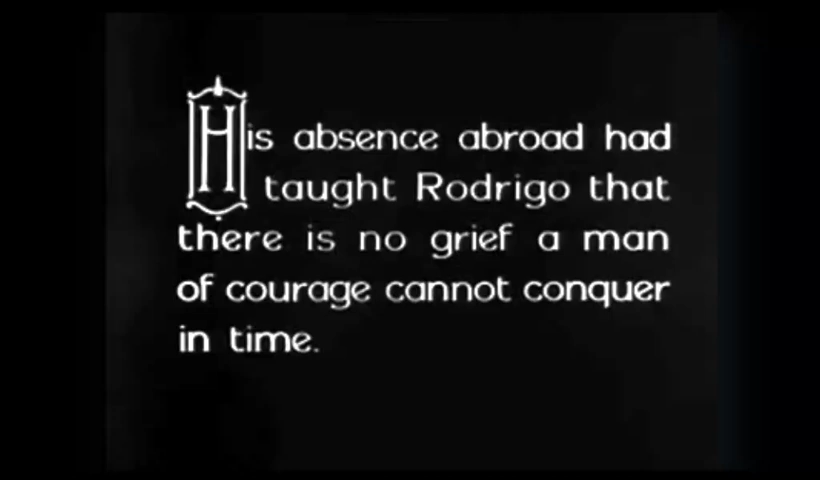 His absence abroad had
taught Rodrigo that
there is no grief a man
of courage cannot conquer
in time.